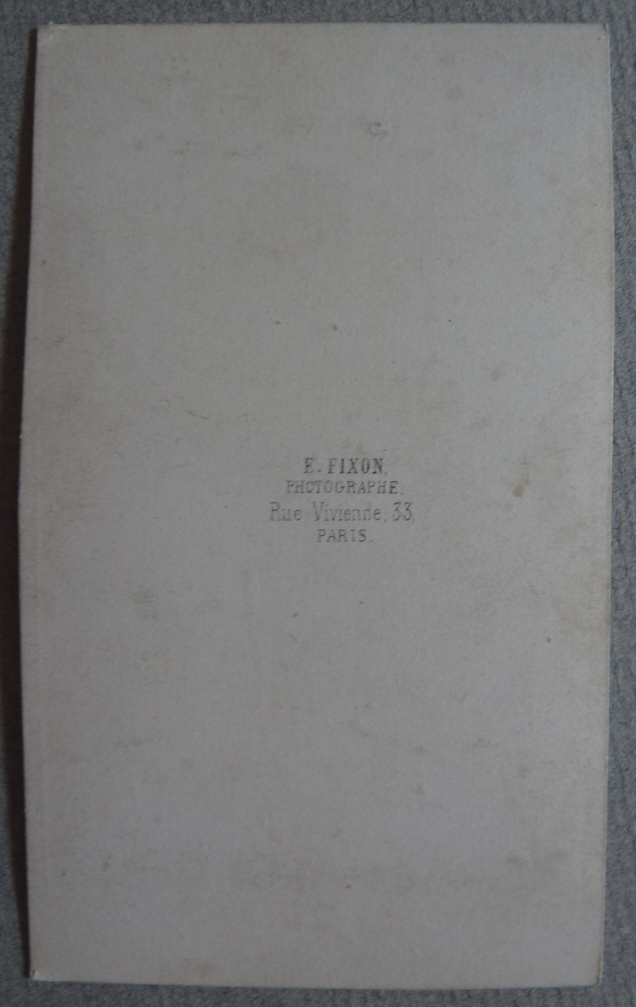 E. FIXON,
PHOTOGRAPHE,
Rue Vivienne, 33,
PARIS.